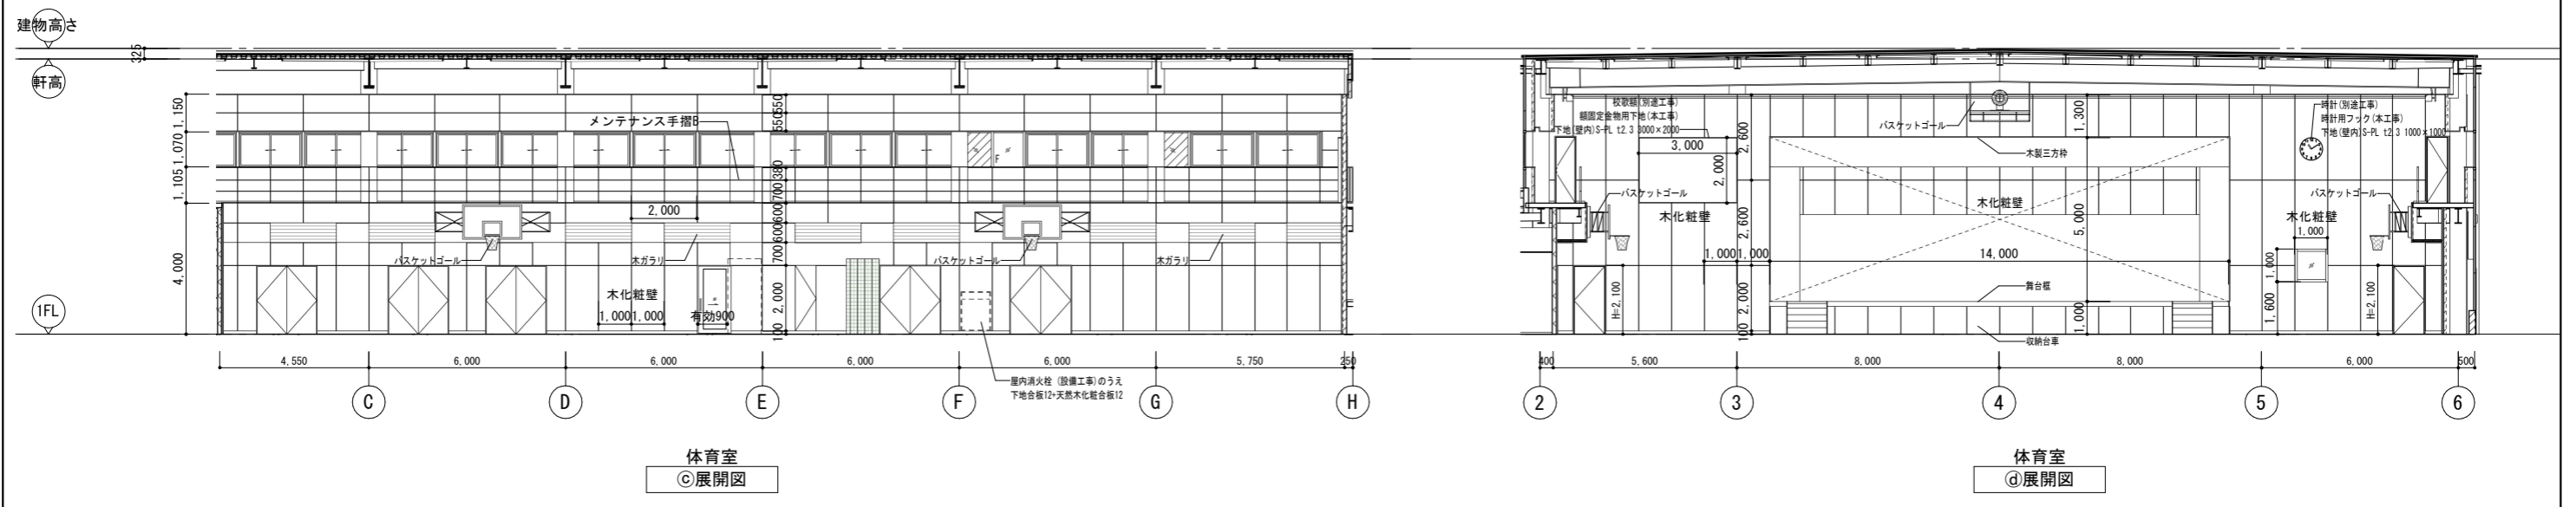 建物高さ
325
軒高
1,150
1,070
1,105
4,000
1FL
メンテナンス手摺B
550
550
380
700
600
600
700
2,000
100
F
2,000
バスケットゴール
木ガラリ
バスケットゴール
木ガラリ
木化粧壁
1,000
1,000
有効900
4,550
6,000
6,000
6,000
6,000
5,750
250
屋内消火栓（設備工事）のうえ
下地合板12+天然木化粧合板12
C
D
E
F
G
H
体育室
ⓒ展開図
校歌額(別途工事)
額固定金物用下地(本工事)
下地(壁内)S-PL t2.3 3000×2000
3,000
2,000
2,600
2,600
2,000
100
バスケットゴール
1,300
時計(別途工事)
時計用フック(本工事)
下地(壁内)S-PL t2.3 1000×1000
木製三方枠
バスケットゴール
バスケットゴール
木化粧壁
木化粧壁
木化粧壁
5,000
1,000
1,000
1,000
14,000
1,000
1,600
H=2,100
H=2,100
舞台框
1,000
収納台車
400
5,600
8,000
8,000
6,000
500
2
3
4
5
6
体育室
ⓓ展開図